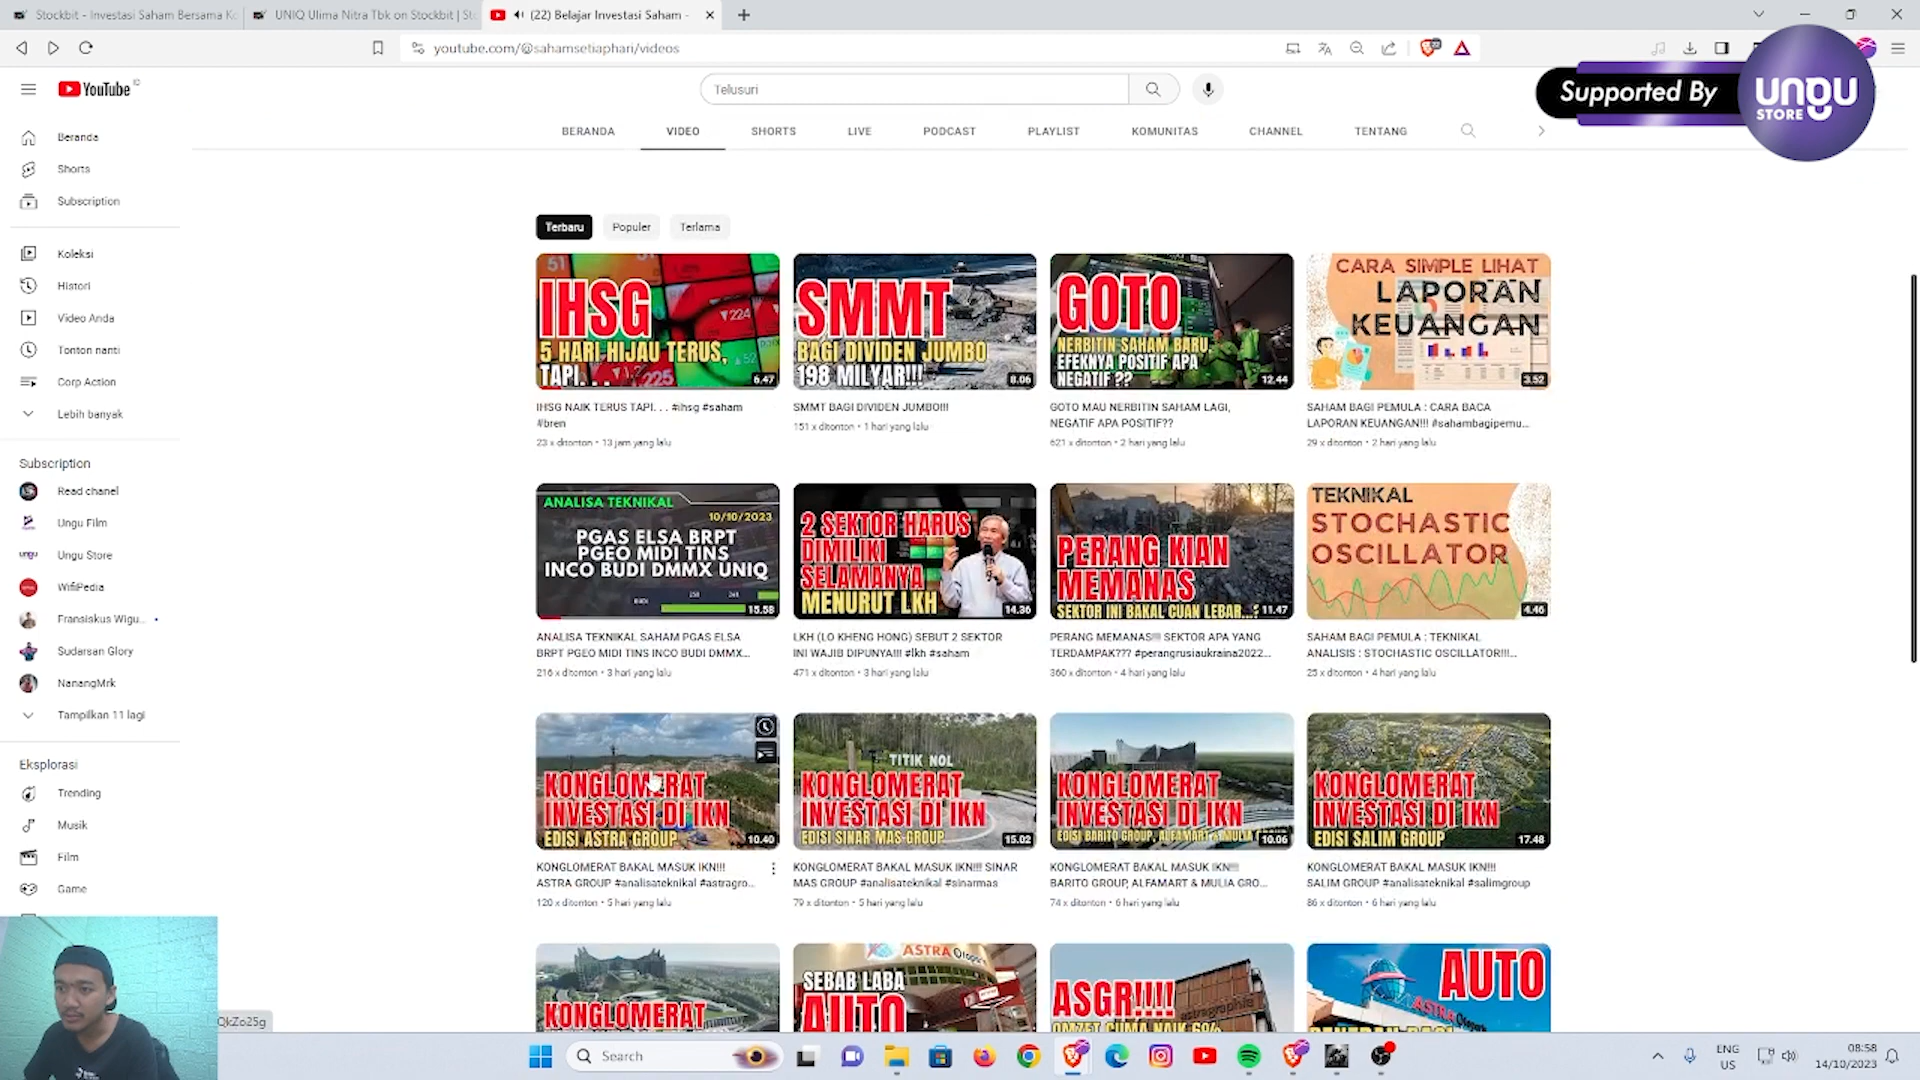 Stockbit - Investasi Saham Bersama Ko
UNIQ Ulima Nitra Tbk on Stockbit | Sto
(22) Belajar Investasi Saham -
youtube.com/@sahamsetiaphari/videos
Supported By
ungu
STORE
YouTube
ID
Telusuri
BERANDA
VIDEO
SHORTS
LIVE
PODCAST
PLAYLIST
KOMUNITAS
CHANNEL
TENTANG
Beranda
Shorts
Subscription
Koleksi
Histori
Video Anda
Tonton nanti
Corp Action
Lebih banyak
Subscription
Read chanel
Ungu Film
Ungu Store
WifiPedia
Fransiskus Wigu...
Sudarsan Glory
NanangMrk
Tampilkan 11 lagi
Eksplorasi
Trending
Musik
Film
Game
Terbaru
Populer
Terlama
IHSG
5 HARI HIJAU TERUS,
TAPI. . .
6.47
IHSG NAIK TERUS TAPI. . . #ihsg #saham
#bren
23 x ditonton • 13 jam yang lalu
SMMT
BAGI DIVIDEN JUMBO
198 MILYAR!!!
8.06
SMMT BAGI DIVIDEN JUMBO!!!
151 x ditonton • 1 hari yang lalu
GOTO
NERBITIN SAHAM BARU,
EFEKNYA POSITIF APA
NEGATIF ??
12.44
GOTO MAU NERBITIN SAHAM LAGI,
NEGATIF APA POSITIF??
621 x ditonton • 2 hari yang lalu
CARA SIMPLE LIHAT
LAPORAN
KEUANGAN
3.52
SAHAM BAGI PEMULA : CARA BACA
LAPORAN KEUANGAN!!! #sahambagipemu...
29 x ditonton • 2 hari yang lalu
ANALISA TEKNIKAL
10/10/2023
PGAS ELSA BRPT
PGEO MIDI TINS
INCO BUDI DMMX UNIQ
15.58
ANALISA TEKNIKAL SAHAM PGAS ELSA
BRPT PGEO MIDI TINS INCO BUDI DMMX...
216 x ditonton • 3 hari yang lalu
2 SEKTOR HARUS
DIMILIKI
SELAMANYA
MENURUT LKH
14.36
LKH (LO KHENG HONG) SEBUT 2 SEKTOR
INI WAJIB DIPUNYA!!! #lkh #saham
471 x ditonton • 3 hari yang lalu
PERANG KIAN
MEMANAS
SEKTOR INI BAKAL CUAN LEBAR...?
11.47
PERANG MEMANAS!!! SEKTOR APA YANG
TERDAMPAK??? #perangrusiaukraina2022...
360 x ditonton • 4 hari yang lalu
TEKNIKAL
STOCHASTIC
OSCILLATOR
4.46
SAHAM BAGI PEMULA : TEKNIKAL
ANALISIS : STOCHASTIC OSCILLATOR!!!...
25 x ditonton • 4 hari yang lalu
KONGLOMERAT
INVESTASI DI IKN
EDISI ASTRA GROUP
10.40
KONGLOMERAT BAKAL MASUK IKN!!!
ASTRA GROUP #analisateknikal #astragro...
120 x ditonton • 5 hari yang lalu
TITIK NOL
KONGLOMERAT
INVESTASI DI IKN
EDISI SINAR MAS GROUP
15.02
KONGLOMERAT BAKAL MASUK IKN!!! SINAR
MAS GROUP #analisateknikal #sinarmas
79 x ditonton • 5 hari yang lalu
KONGLOMERAT
INVESTASI DI IKN
EDISI BARITO GROUP, ALFAMART & MULIA
10.06
KONGLOMERAT BAKAL MASUK IKN!!!
BARITO GROUP, ALFAMART & MULIA GRO...
74 x ditonton • 6 hari yang lalu
KONGLOMERAT
INVESTASI DI IKN
EDISI SALIM GROUP
17.48
KONGLOMERAT BAKAL MASUK IKN!!!
SALIM GROUP #analisateknikal #salimgroup
86 x ditonton • 6 hari yang lalu
KONGLOMERAT
ASTRA Otoparts
SEBAB LABA
AUTO
ASGR!!!!
astragraphia
OMZET CUMA NAIK 6%
AUTO
ASTRA
QkZo25g
Search
ENG
US
08:58
14/10/2023